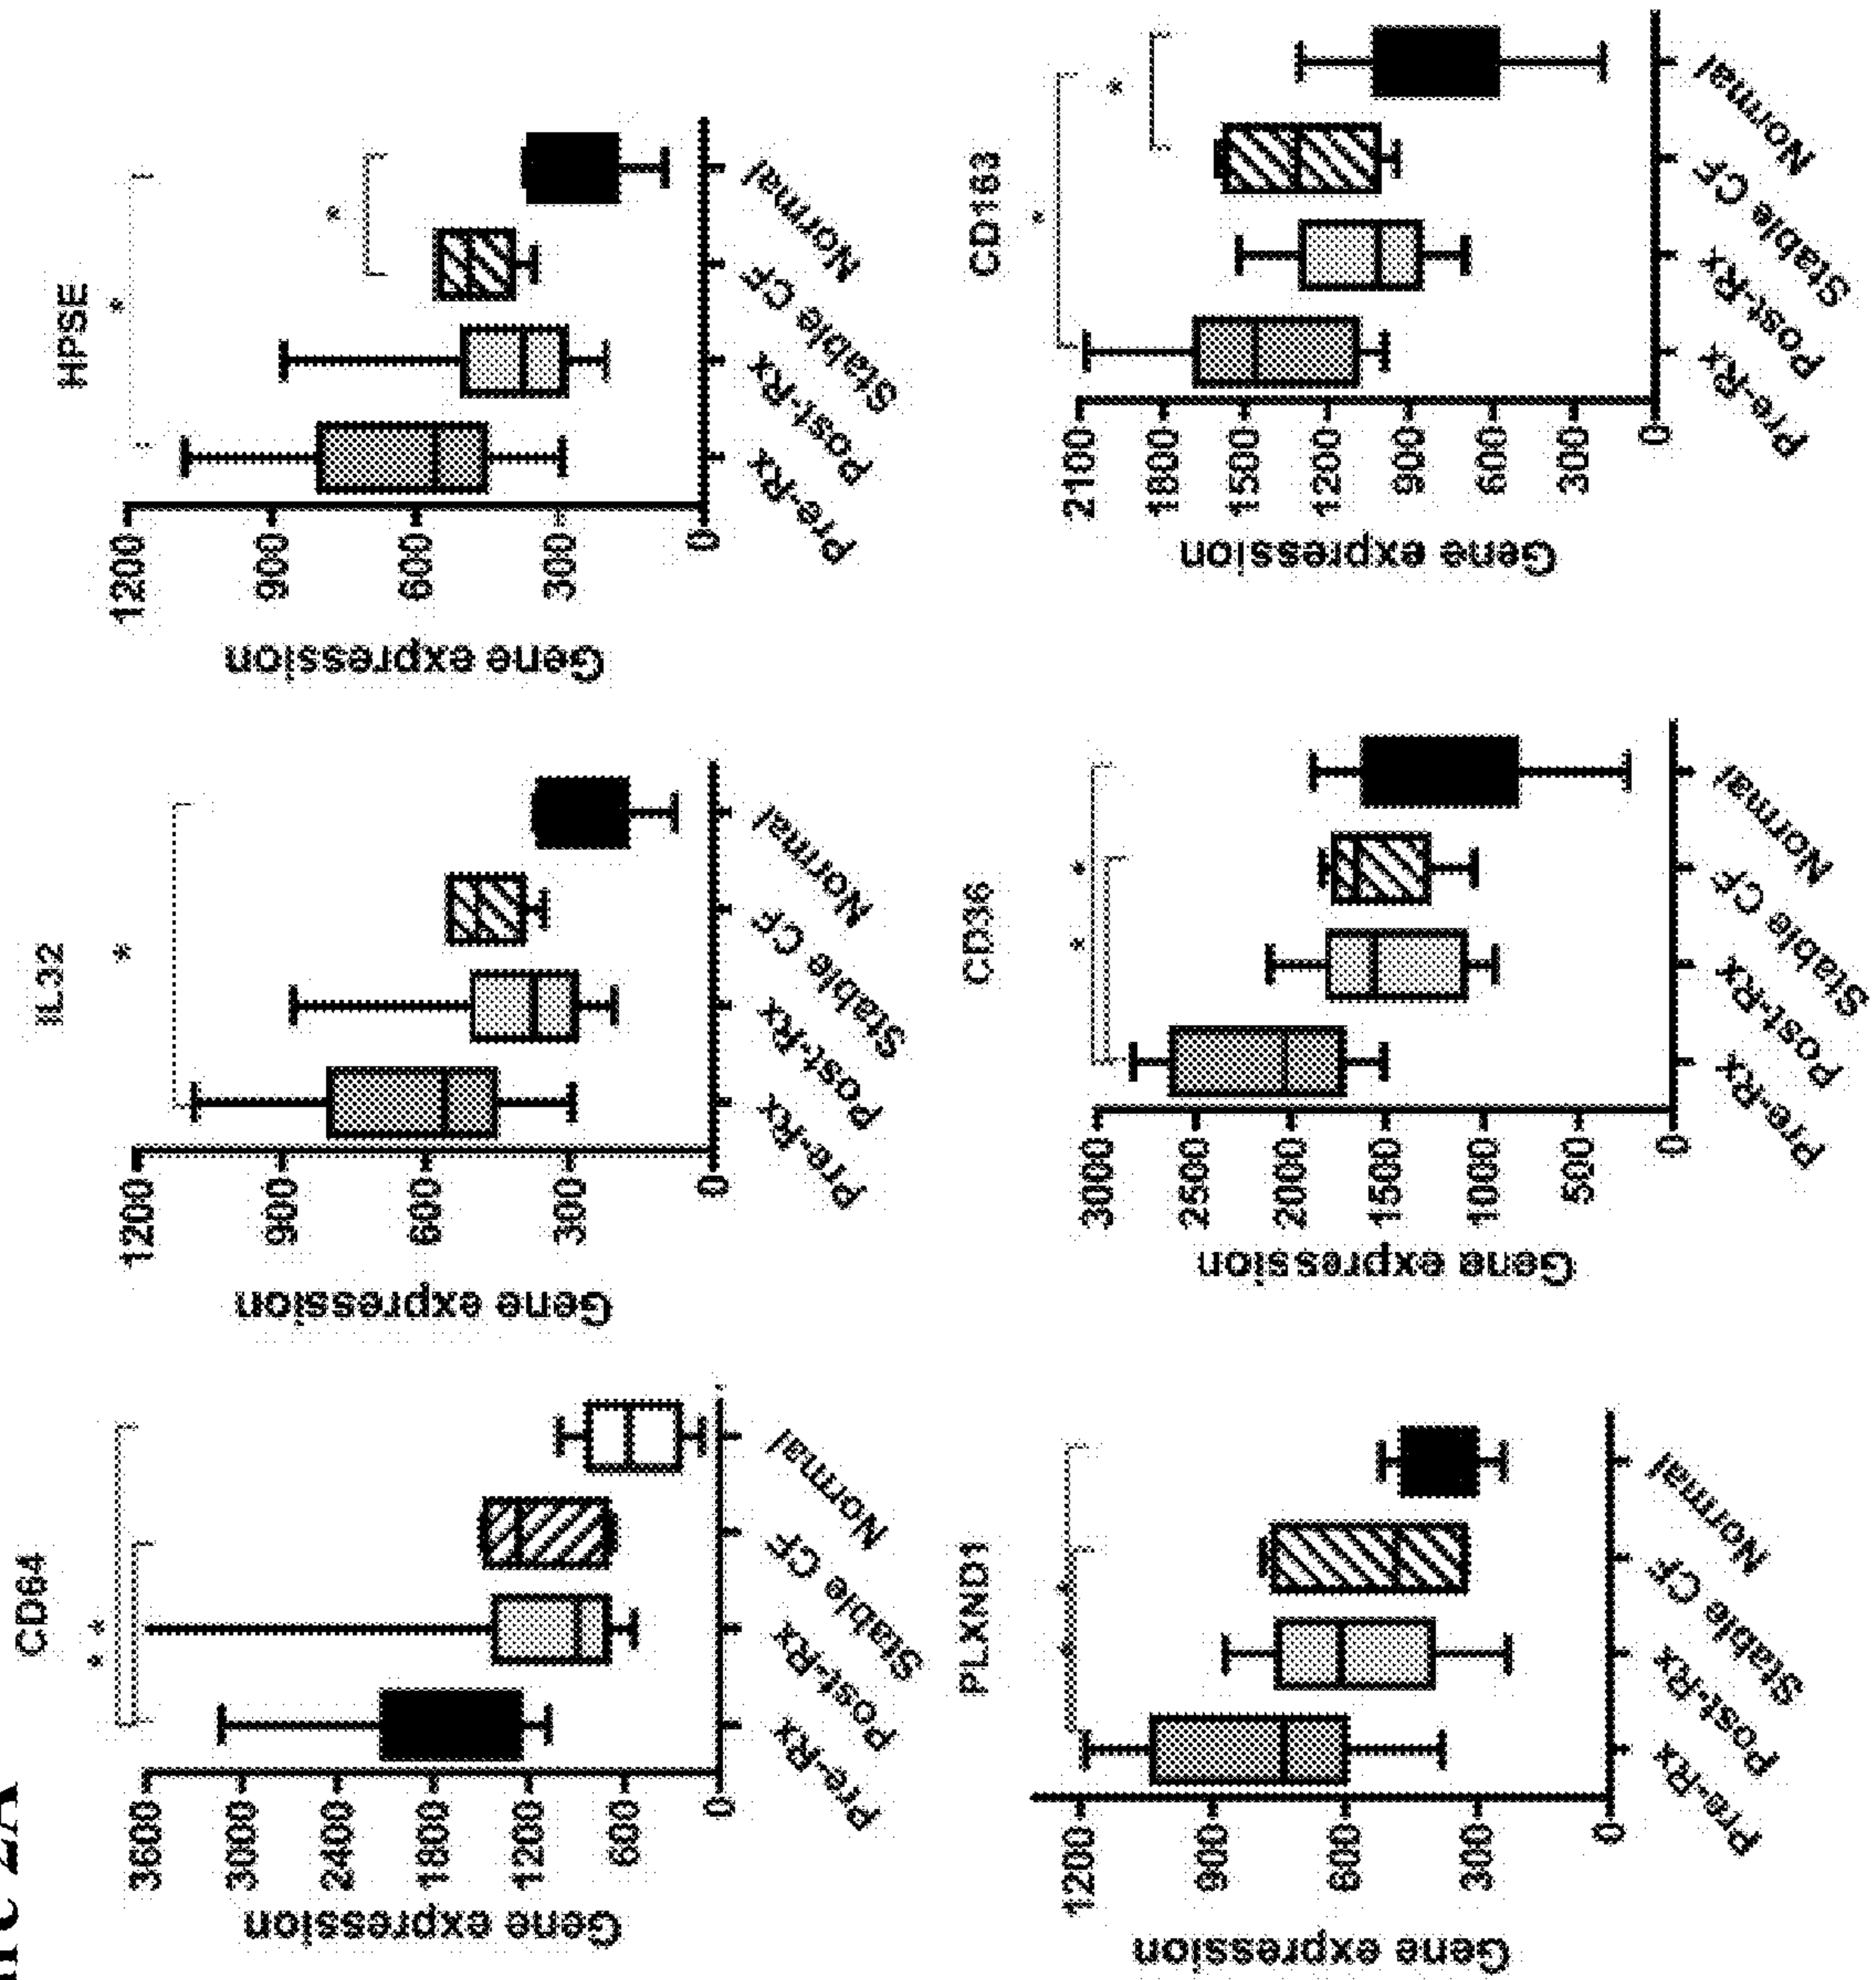 2A
CD64
* *
Gene expression
3600
3000
2400
1800
1200
600
0
Pre-Rx
Post-Rx
Stable CF
Normal
IL32
*
Gene expression
1200
900
600
300
0
Pre-Rx
Post-Rx
Stable CF
Normal
HPSE
*
*
Gene expression
1200
900
600
300
0
Pre-Rx
Post-Rx
Stable CF
Normal
PLXND1
* *
Gene expression
1200
900
600
300
0
Pre-Rx
Post-Rx
Stable CF
Normal
CD36
* *
Gene expression
3000
2500
2000
1500
1000
500
0
Pre-Rx
Post-Rx
Stable CF
Normal
CD163
*
*
Gene expression
2100
1800
1500
1200
900
600
300
0
Pre-Rx
Post-Rx
Stable CF
Normal